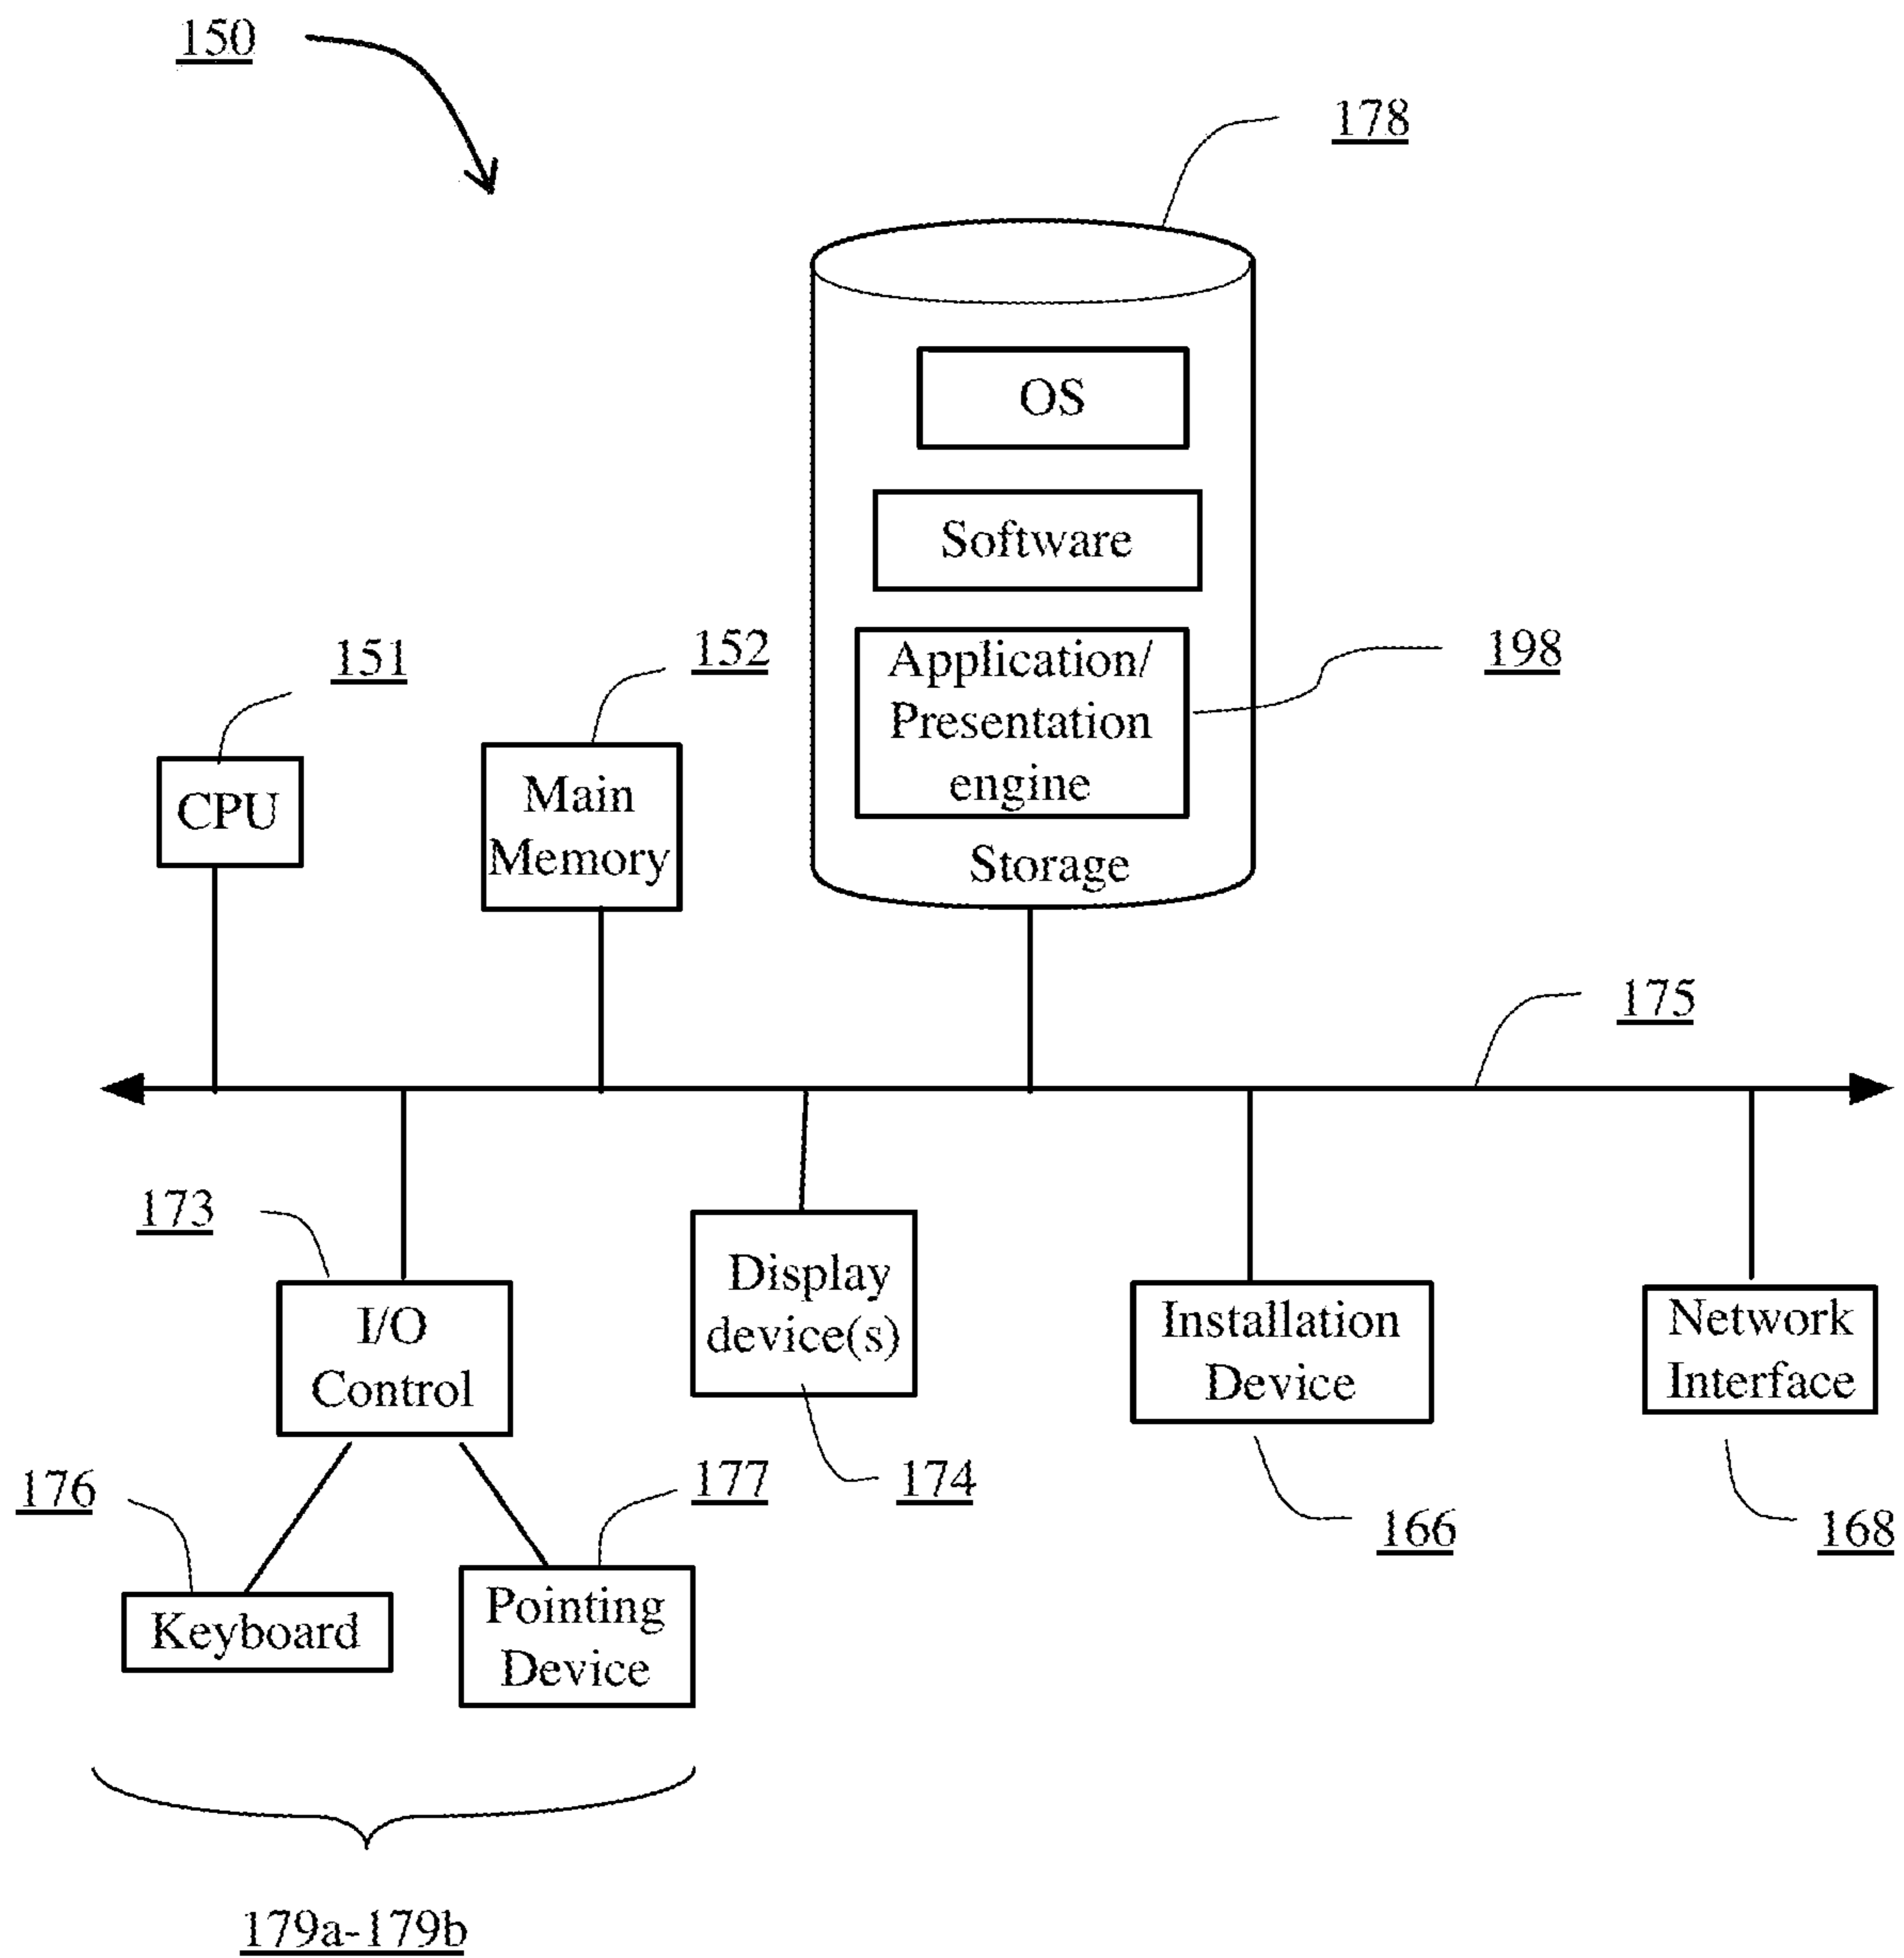 150
178
OS
Software
Application/
Presentation
engine
198
Storage
151
CPU
152
Main
Memory
175
173
I/O
Control
Display
device(s)
174
Installation
Device
166
Network
Interface
168
176
Keyboard
177
Pointing
Device
179a-179b